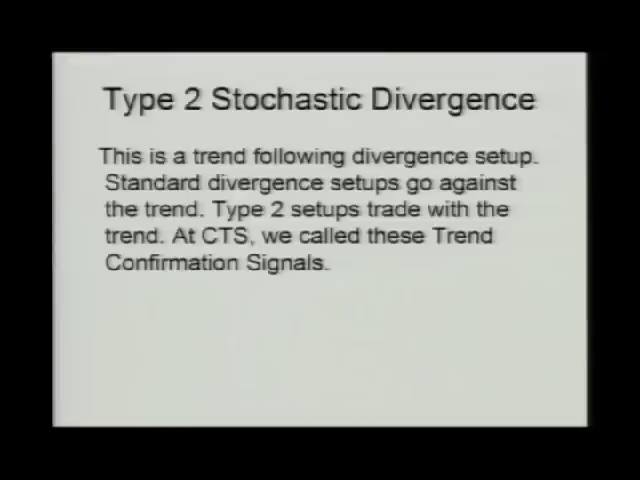 Type 2 Stochastic Divergence
This is a trend following divergence setup.
Standard divergence setups go against
the trend. Type 2 setups trade with the
trend. At CTS, we called these Trend
Confirmation Signals.